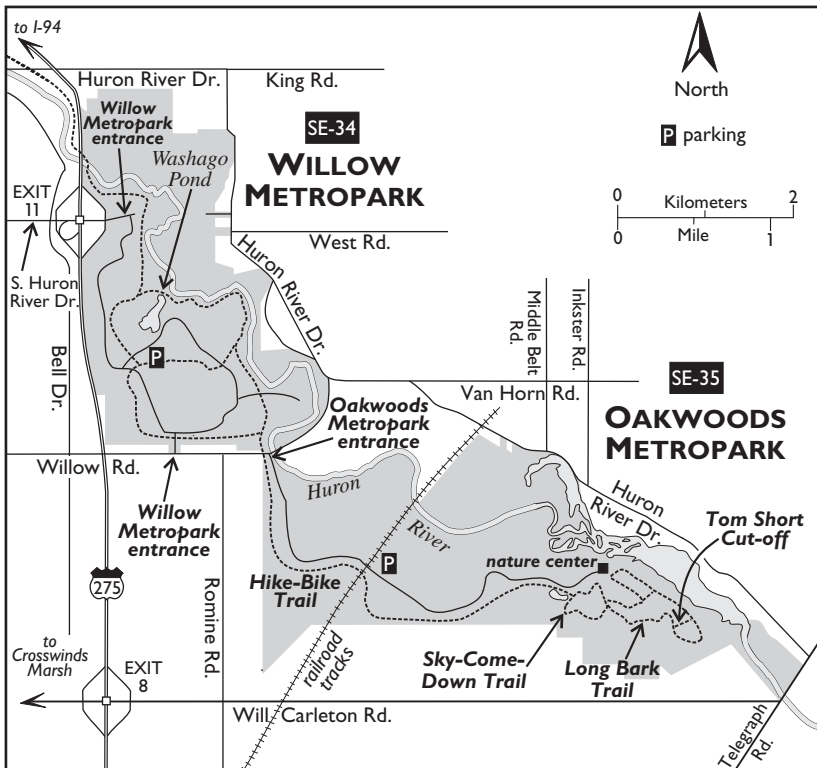 to I-94
Huron River Dr.
King Rd.
North
P parking
Willow
Metropark
entrance
SE-34
WILLOW
METROPARK
Washago
Pond
0
Kilometers
2
0
Mile
1
EXIT
11
West Rd.
S. Huron
River Dr.
Huron River Dr.
Middle Belt
Rd.
Inkster Rd.
Bell Dr.
P
SE-35
OAKWOODS
METROPARK
Van Horn Rd.
Oakwoods
Metropark
entrance
Willow Rd.
Willow
Metropark
entrance
Huron
River
Huron
River Dr.
Tom Short
Cut-off
nature center
P
Hike-Bike
Trail
275
Romine Rd.
railroad
tracks
Sky-Come-
Down Trail
Long Bark
Trail
to
Crosswinds
Marsh
EXIT
8
Will Carleton Rd.
Telegraph
Rd.